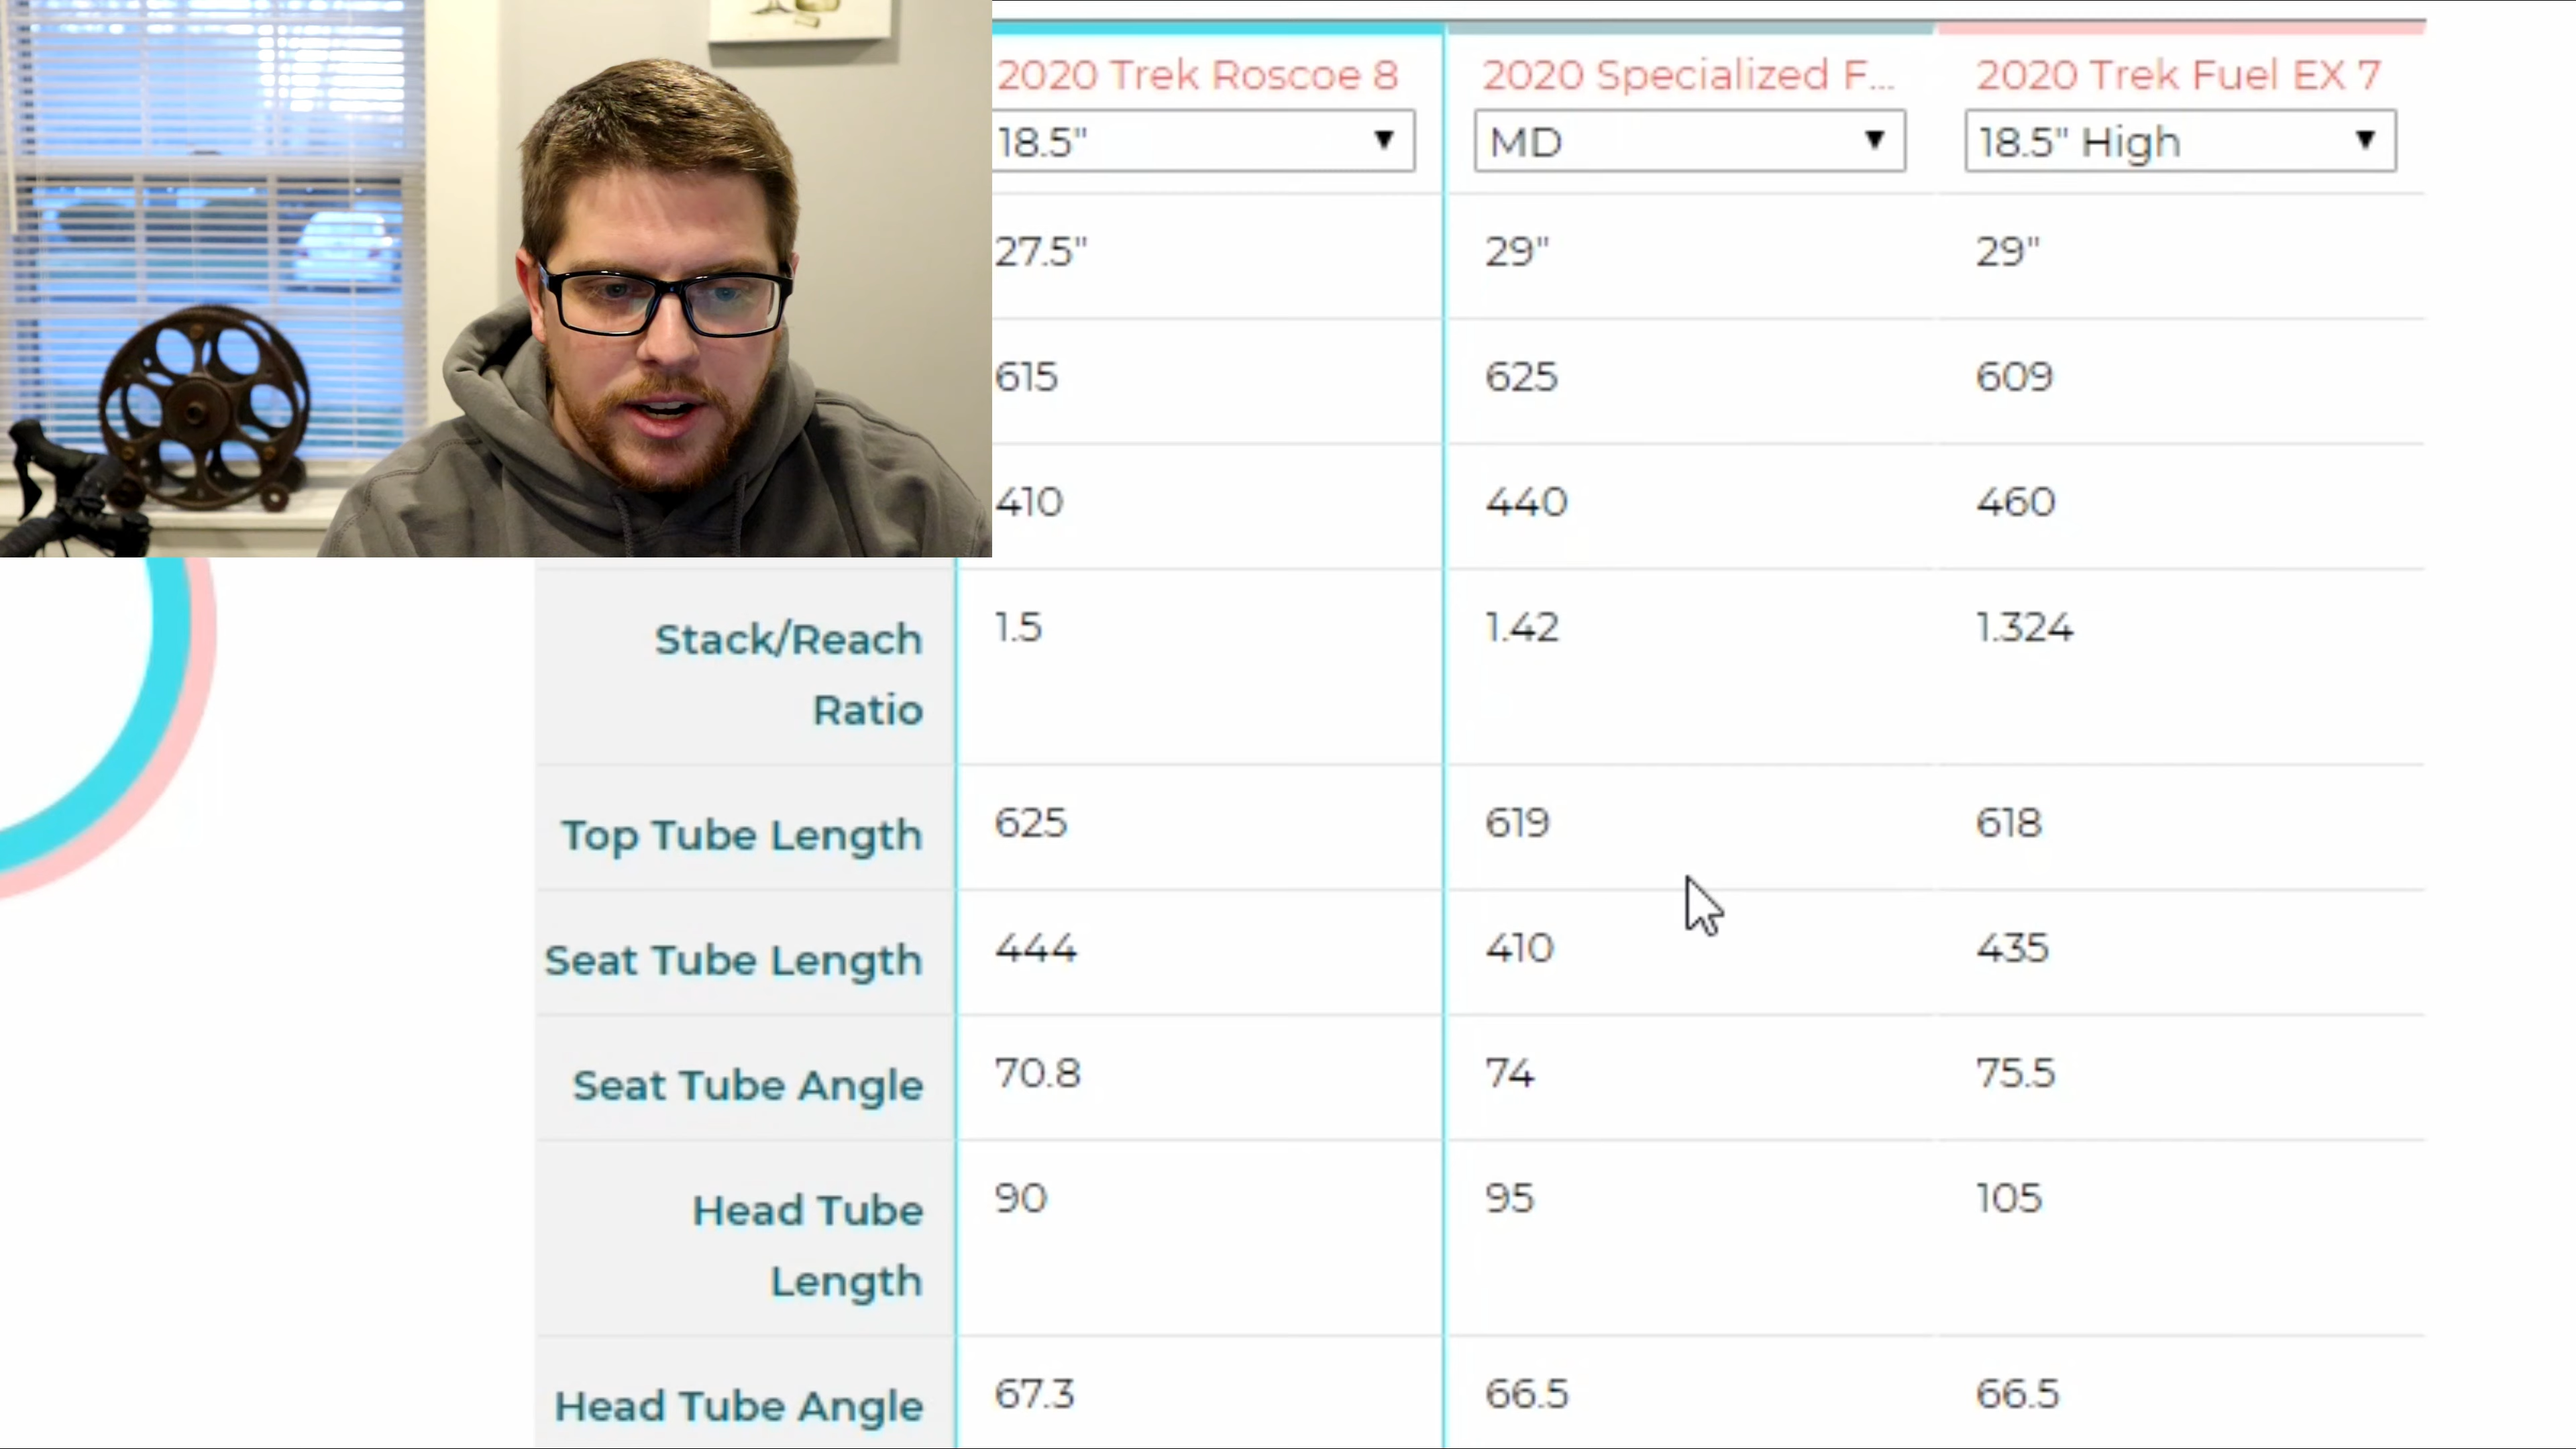 2020 Trek Roscoe 8 2020 Specialized F... 2020 Trek Fuel EX 7
18.5" MD 18.5" High
27.5" 29" 29"
615 625 609
410 440 460
Stack/Reach 1.5 1.42 1.324
Ratio
Top Tube Length 625 619 618
Seat Tube Length 444 410 435
Seat Tube Angle 70.8 74 75.5
Head Tube 90 95 105
Length
Head Tube Angle 67.3 66.5 66.5